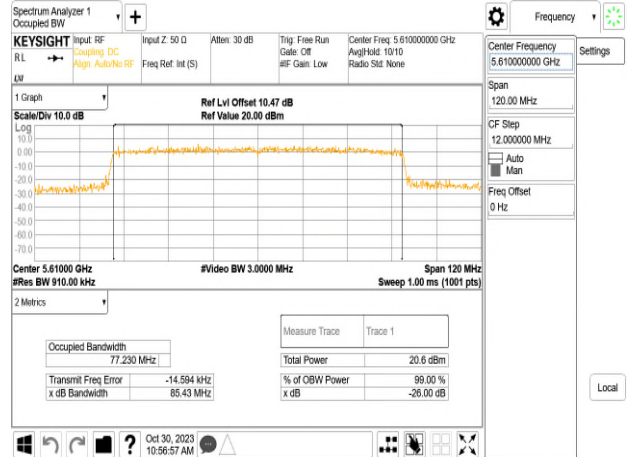 Spectrum Analyzer 1
Occupied BW
Frequency
KEYSIGHT
RL
Input: RF
Coupling: DC
Align: Auto/No RF
Input Z: 50 Ω
Freq Ref: Int (S)
Atten: 30 dB
Trig: Free Run
Gate: Off
#IF Gain: Low
Center Freq: 5.610000000 GHz
Avg|Hold: 10/10
Radio Std: None
Center Frequency
5.610000000 GHz
Settings
Span
120.00 MHz
CF Step
12.000000 MHz
Auto
Man
Freq Offset
0 Hz
Local
1 Graph
Scale/Div 10.0 dB
Ref Lvl Offset 10.47 dB
Ref Value 20.00 dBm
Log
10.0
0.00
-10.0
-20.0
-30.0
-40.0
-50.0
-60.0
-70.0
Center 5.61000 GHz
#Res BW 910.00 kHz
#Video BW 3.0000 MHz
Span 120 MHz
Sweep 1.00 ms (1001 pts)
2 Metrics
Measure Trace
Trace 1
Occupied Bandwidth
77.230 MHz
Total Power
20.6 dBm
Transmit Freq Error
-14.594 kHz
% of OBW Power
99.00 %
x dB Bandwidth
85.43 MHz
x dB
-26.00 dB
?
Oct 30, 2023
10:56:57 AM